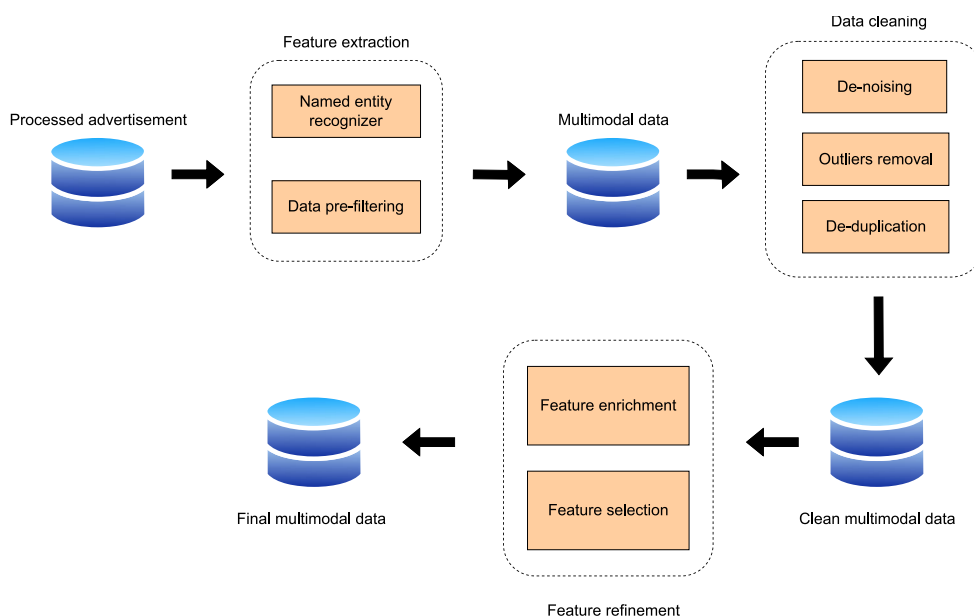 Data cleaning
Feature extraction
De-noising
Named entity
recognizer
Processed advertisement
Multimodal data
Outliers removal
Data pre-filtering
De-duplication
Feature enrichment
Feature selection
Final multimodal data
Clean multimodal data
Feature refinement